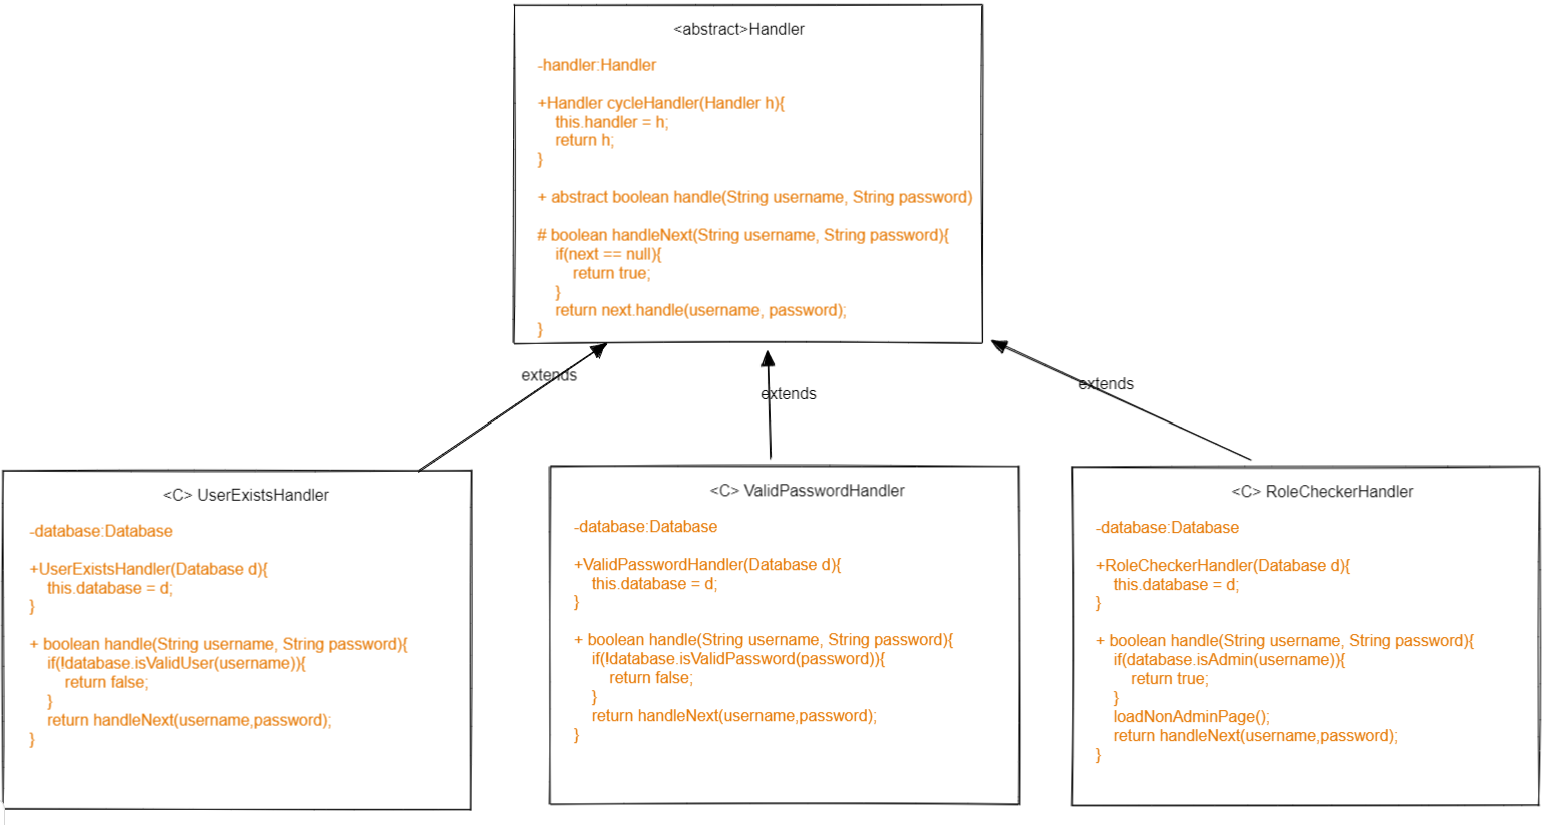 <abstract>Handler
-handler:Handler
+Handler cycleHandler(Handler h){
this.handler = h;
return h;
}
+ abstract boolean handle(String username, String password)
# boolean handleNext(String username, String password){
if(next == null){
return true;
}
return next.handle(username, password);
}
extends
extends
extends
<C> UserExistsHandler
-database:Database
+UserExistsHandler(Database d){
this.database = d;
}
+ boolean handle(String username, String password){
if(!database.isValidUser(username)){
return false;
}
return handleNext(username,password);
}
<C> ValidPasswordHandler
-database:Database
+ValidPasswordHandler(Database d){
this.database = d;
}
+ boolean handle(String username, String password){
if(!database.isValidPassword(password)){
return false;
}
return handleNext(username,password);
}
<C> RoleCheckerHandler
-database:Database
+RoleCheckerHandler(Database d){
this.database = d;
}
+ boolean handle(String username, String password){
if(database.isAdmin(username)){
return true;
}
loadNonAdminPage();
return handleNext(username,password);
}